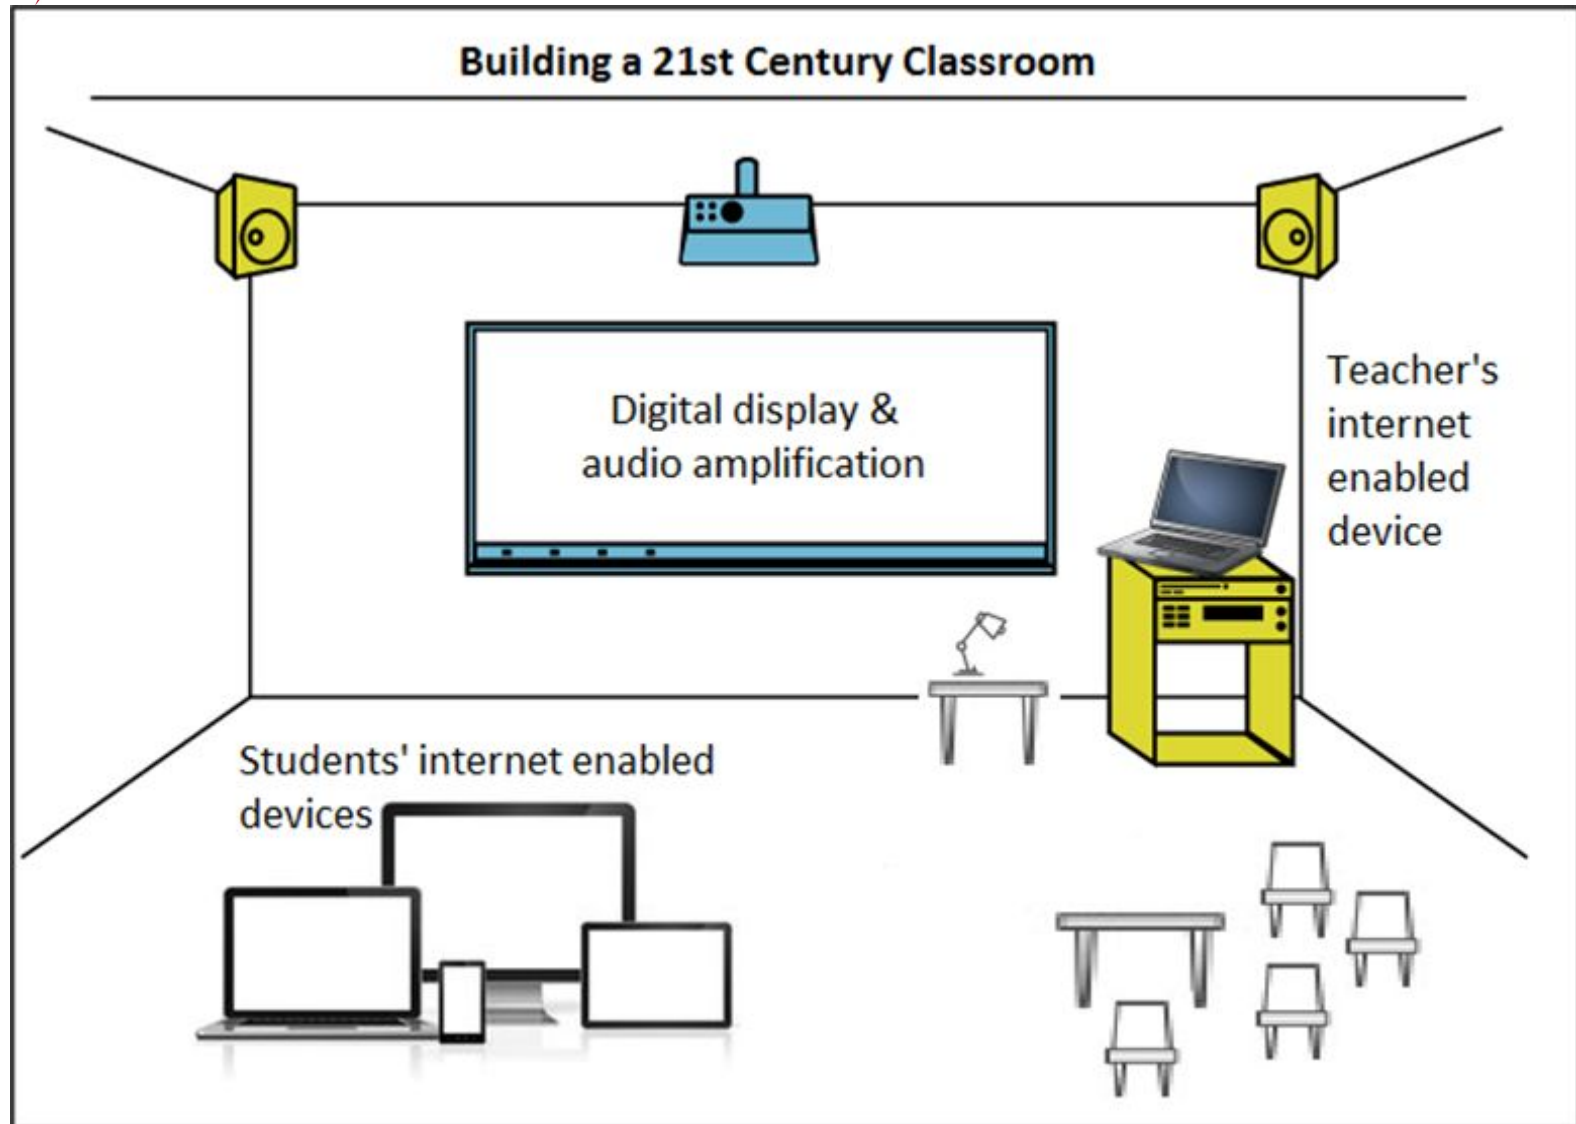 Building a 21st Century Classroom
Digital display &
audio amplification
Teacher's
internet
enabled
device
Students' internet enabled
devices